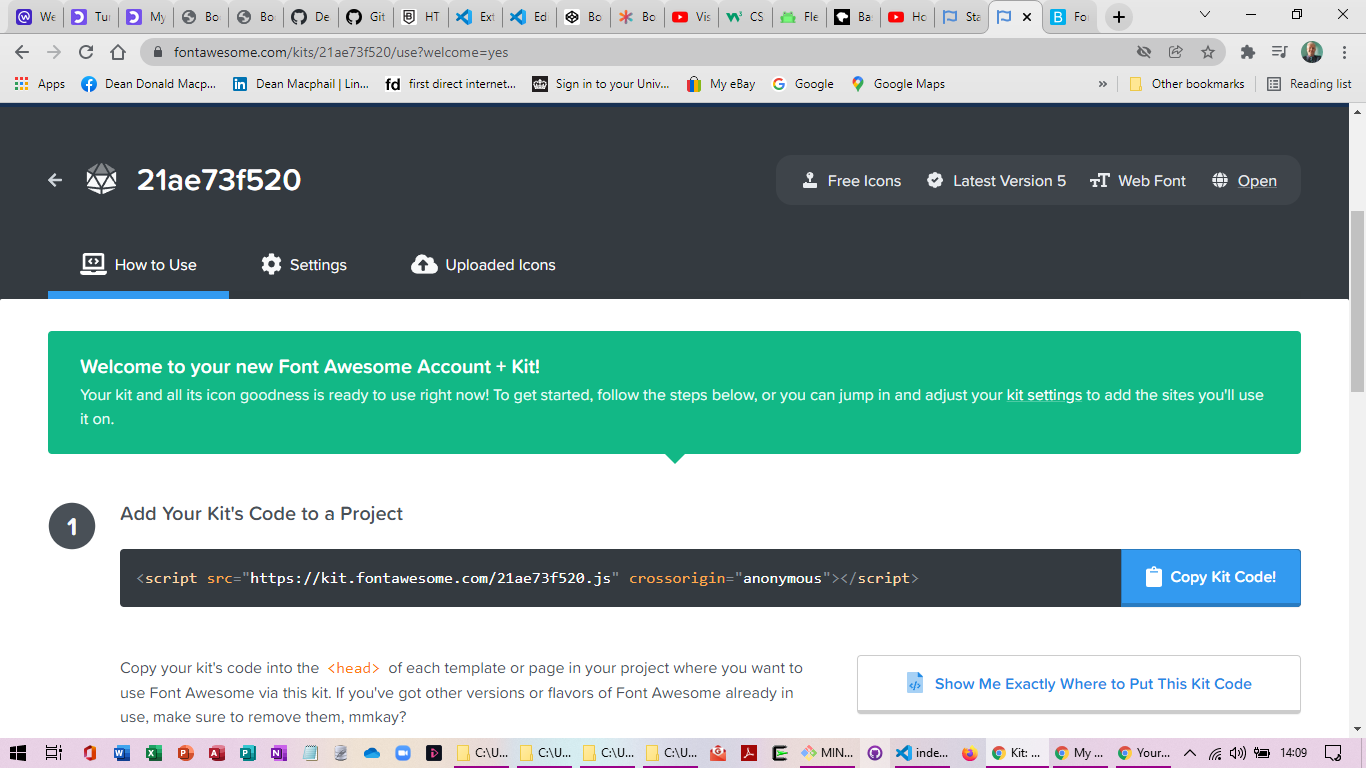 We
Tur
My
Bo
Bo
De
Git
HT
Ext
Edi
Bo
Bo
Vis
CS
Fle
Ba
Ho
Sta
Fo
fontawesome.com/kits/21ae73f520/use?welcome=yes
Apps Dean Donald Macp... Dean Macphail | Lin... fd first direct internet... Sign in to your Univ... My eBay Google Google Maps » Other bookmarks Reading list
21ae73f520
Free Icons Latest Version 5 Web Font Open
How to Use Settings Uploaded Icons
Welcome to your new Font Awesome Account + Kit!
Your kit and all its icon goodness is ready to use right now! To get started, follow the steps below, or you can jump in and adjust your kit settings to add the sites you'll use
it on.
1 Add Your Kit's Code to a Project
<script src="https://kit.fontawesome.com/21ae73f520.js" crossorigin="anonymous"></script>
Copy Kit Code!
Copy your kit's code into the <head> of each template or page in your project where you want to
use Font Awesome via this kit. If you've got other versions or flavors of Font Awesome already in
use, make sure to remove them, mmkay?
Show Me Exactly Where to Put This Kit Code
C:\U... C:\U... C:\U... C:\U... MIN... inde... Kit: ... My ... Your... 14:09